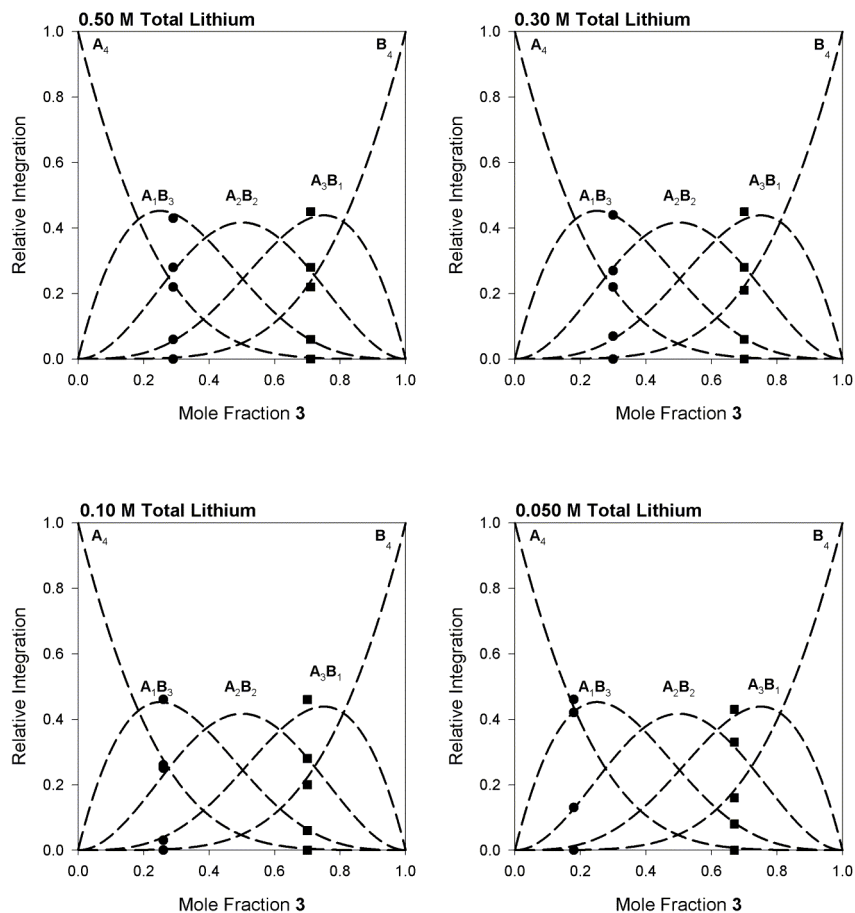 0.50 M Total Lithium
1.0
0.8
0.6
0.4
0.2
0.0
Relative Integration
A4
B4
A1B3
A2B2
A3B1
0.0 0.2 0.4 0.6 0.8 1.0
Mole Fraction 3
0.30 M Total Lithium
1.0
0.8
0.6
0.4
0.2
0.0
Relative Integration
A4
B4
A1B3
A2B2
A3B1
0.0 0.2 0.4 0.6 0.8 1.0
Mole Fraction 3
0.10 M Total Lithium
1.0
0.8
0.6
0.4
0.2
0.0
Relative Integration
A4
B4
A1B3
A2B2
A3B1
0.0 0.2 0.4 0.6 0.8 1.0
Mole Fraction 3
0.050 M Total Lithium
1.0
0.8
0.6
0.4
0.2
0.0
Relative Integration
A4
B4
A1B3
A2B2
A3B1
0.0 0.2 0.4 0.6 0.8 1.0
Mole Fraction 3